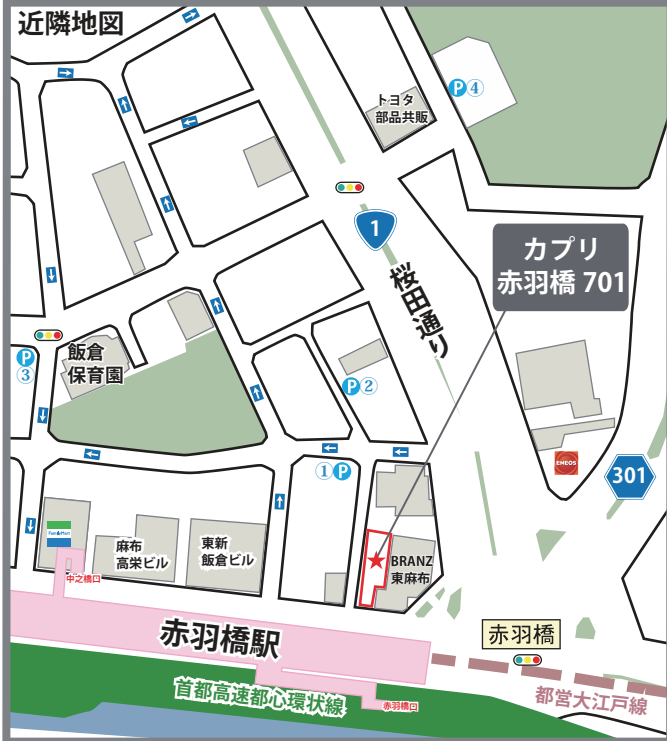 近隣地図
トヨタ
部品共販
P④
1
カプリ
赤羽橋 701
桜田通り
飯倉
保育園
P
③
P②
①P
ENEOS
301
FamilyMart
麻布
高栄ビル
東新
飯倉ビル
BRANZ
東麻布
中之橋口
赤羽橋駅
赤羽橋
首都高速都心環状線
赤羽橋口
都営大江戸線